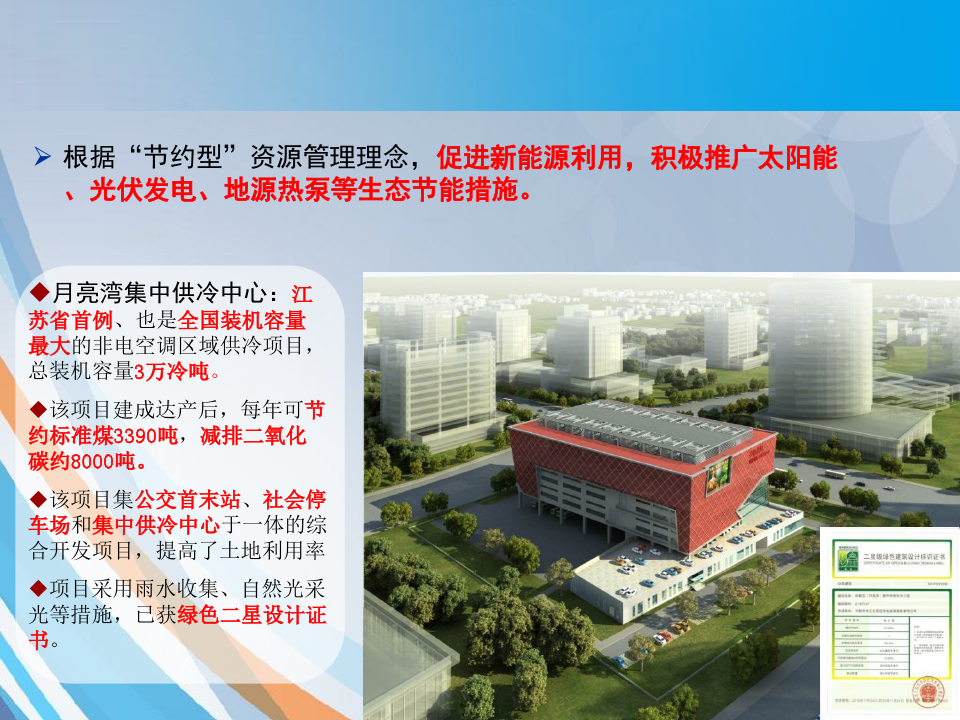 根据“节约型”资源管理理念，促进新能源利用，积极推广太阳能
、光伏发电、地源热泵等生态节能措施。
月亮湾集中供冷中心：江
苏省首例、也是全国装机容量
最大的非电空调区域供冷项目，
总装机容量3万冷吨。
该项目建成达产后，每年可节
约标准煤3390吨，减排二氧化
碳约8000吨。
该项目集公交首末站、社会停
车场和集中供冷中心于一体的综
合开发项目，提高了土地利用率
项目采用雨水收集、自然光采
光等措施，已获绿色二星设计证
书。
二星级绿色建筑设计标识证书
CERTIFICATE OF GREEN BUILDING DESIGN LABEL